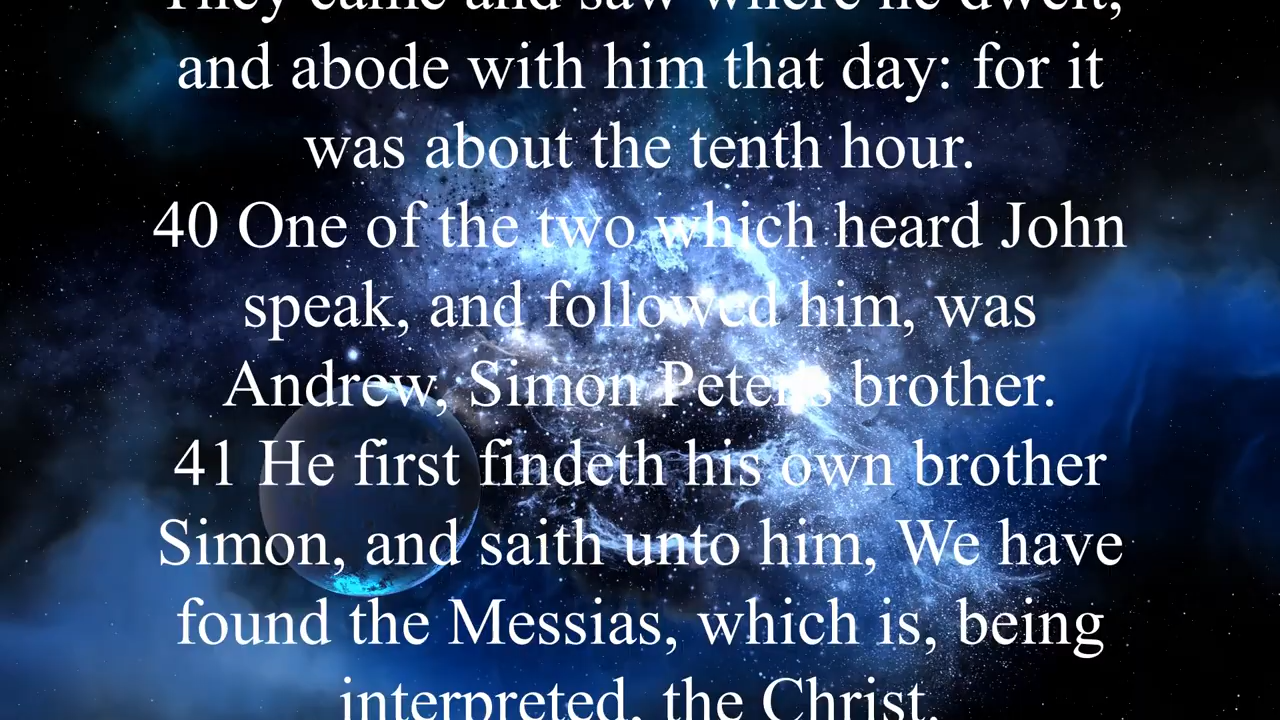 They came and saw where he dwelt,
and abode with him that day: for it
was about the tenth hour.
40 One of the two which heard John
speak, and followed him, was
Andrew, Simon Peter's brother.
41 He first findeth his own brother
Simon, and saith unto him, We have
found the Messias, which is, being
interpreted, the Christ.